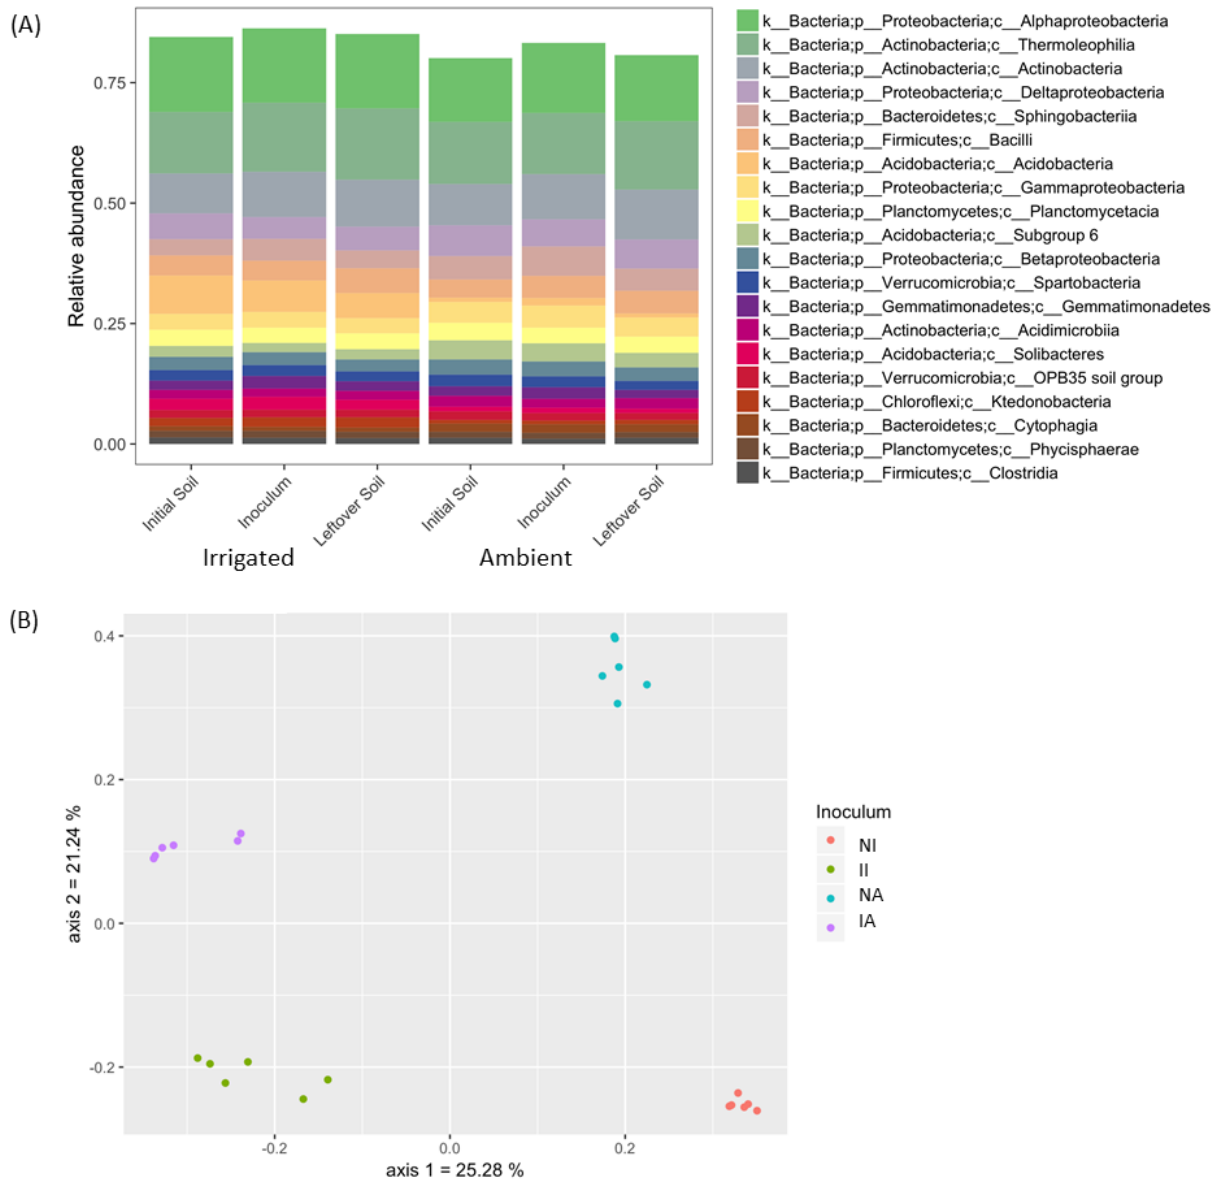 (A)
Relative abundance
0.75
0.50
0.25
0.00
Initial Soil
Inoculum
Leftover Soil
Initial Soil
Inoculum
Leftover Soil
Irrigated
Ambient
k__Bacteria;p__Proteobacteria;c__Alphaproteobacteria
k__Bacteria;p__Actinobacteria;c__Thermoleophilia
k__Bacteria;p__Actinobacteria;c__Actinobacteria
k__Bacteria;p__Proteobacteria;c__Deltaproteobacteria
k__Bacteria;p__Bacteroidetes;c__Sphingobacteriia
k__Bacteria;p__Firmicutes;c__Bacilli
k__Bacteria;p__Acidobacteria;c__Acidobacteria
k__Bacteria;p__Proteobacteria;c__Gammaproteobacteria
k__Bacteria;p__Planctomycetes;c__Planctomycetacia
k__Bacteria;p__Acidobacteria;c__Subgroup 6
k__Bacteria;p__Proteobacteria;c__Betaproteobacteria
k__Bacteria;p__Verrucomicrobia;c__Spartobacteria
k__Bacteria;p__Gemmatimonadetes;c__Gemmatimonadetes
k__Bacteria;p__Actinobacteria;c__Acidimicrobiia
k__Bacteria;p__Acidobacteria;c__Solibacteres
k__Bacteria;p__Verrucomicrobia;c__OPB35 soil group
k__Bacteria;p__Chloroflexi;c__Ktedonobacteria
k__Bacteria;p__Bacteroidetes;c__Cytophagia
k__Bacteria;p__Planctomycetes;c__Phycisphaerae
k__Bacteria;p__Firmicutes;c__Clostridia
(B)
axis 2 = 21.24 %
0.4
0.2
0.0
-0.2
-0.2
0.0
0.2
axis 1 = 25.28 %
Inoculum
NI
II
NA
IA